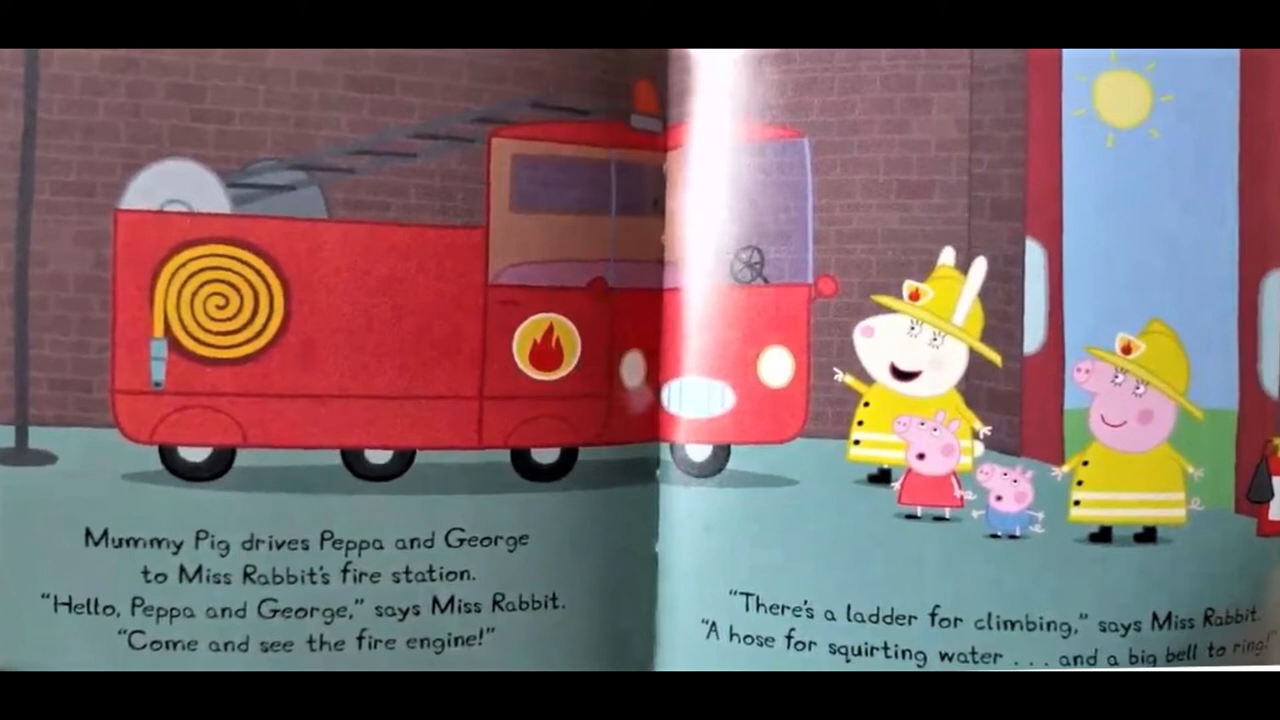 Mummy Pig drives Peppa and George
to Miss Rabbit's fire station.
"Hello, Peppa and George," says Miss Rabbit.
"Come and see the fire engine!"
"There's a ladder for climbing," says Miss Rabbit.
"A hose for squirting water . . . and a big bell to ring!"